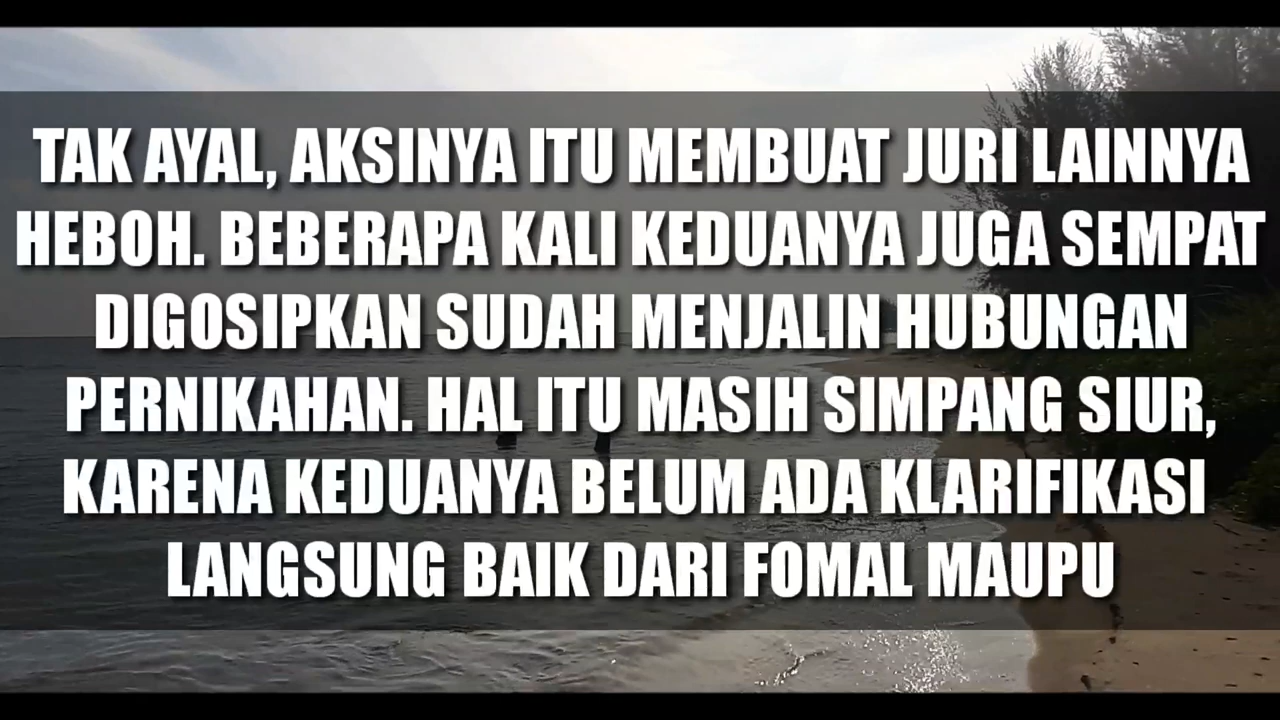 TAK AYAL, AKSINYA ITU MEMBUAT JURI LAINNYA
HEBOH. BEBERAPA KALI KEDUANYA JUGA SEMPAT
DIGOSIPKAN SUDAH MENJALIN HUBUNGAN
PERNIKAHAN. HAL ITU MASIH SIMPANG SIUR,
KARENA KEDUANYA BELUM ADA KLARIFIKASI
LANGSUNG BAIK DARI FOMAL MAUPU